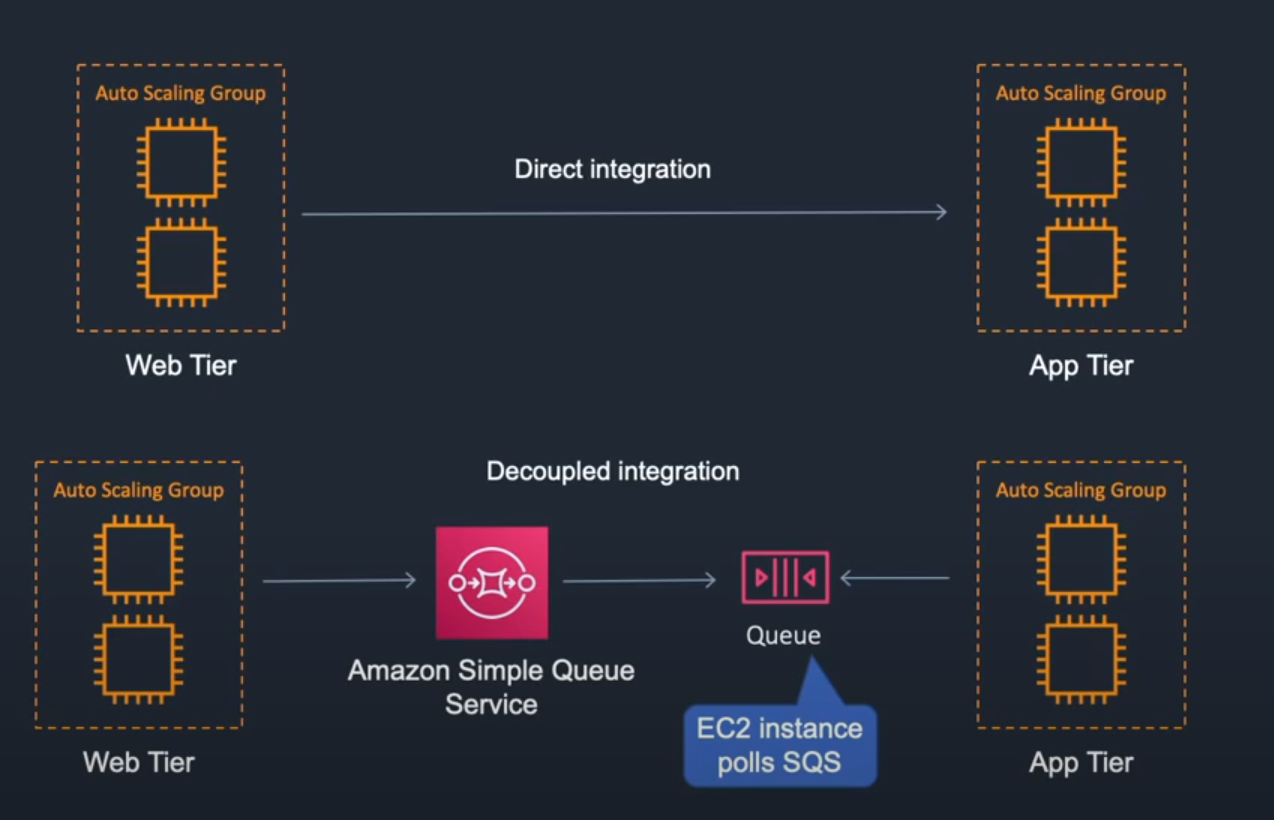 Auto Scaling Group
Auto Scaling Group
Direct integration
Web Tier
App Tier
Decoupled integration
Auto Scaling Group
Auto Scaling Group
Amazon Simple Queue
Service
Queue
EC2 instance
polls SQS
Web Tier
App Tier